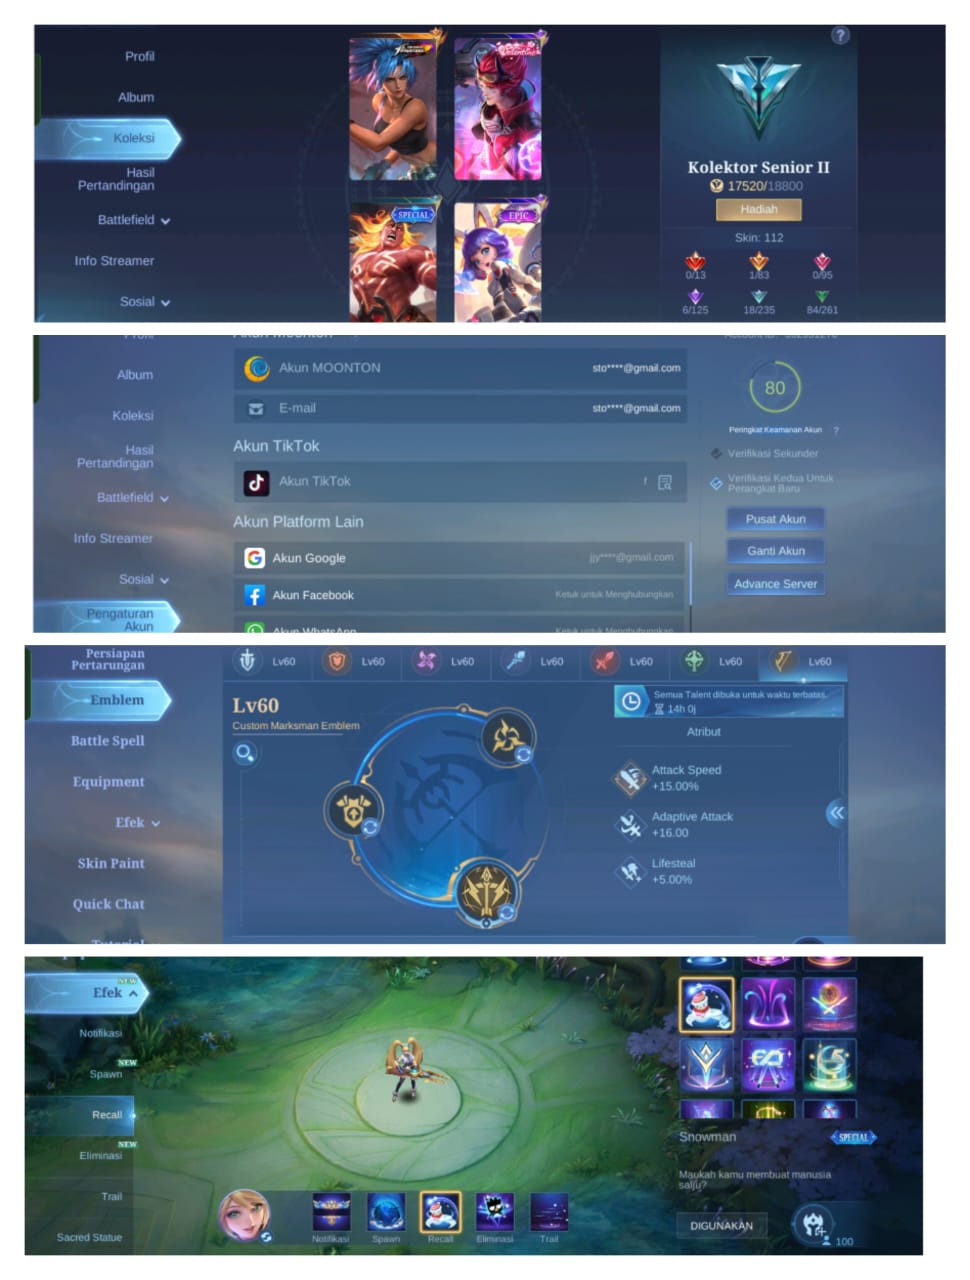 Profil
Album
Koleksi
Hasil
Pertandingan
Battlefield
Info Streamer
Sosial
Valentine
SPECIAL
EPIC
?
Kolektor Senior II
17520/18800
Hadiah
Skin: 112
0/13
1/83
0/95
6/125
18/235
84/261
Profil
Album
Koleksi
Hasil
Pertandingan
Battlefield
Info Streamer
Sosial
Pengaturan
Akun
Akun Moonton
Akun MOONTON
sto****@gmail.com
E-mail
sto****@gmail.com
Akun TikTok
Akun TikTok
f
Akun Platform Lain
Akun Google
jjy****@gmail.com
Akun Facebook
Ketuk untuk Menghubungkan
Akun WhatsApp
Ketuk untuk Menghubungkan
80
Peringkat Keamanan Akun ?
Verifikasi Sekunder
Verifikasi Kedua Untuk
Perangkat Baru
Pusat Akun
Ganti Akun
Advance Server
Persiapan
Pertarungan
Emblem
Battle Spell
Equipment
Efek
Skin Paint
Quick Chat
Tutorial
Lv60
Lv60
Lv60
Lv60
Lv60
Lv60
Lv60
Lv60
Custom Marksman Emblem
Semua Talent dibuka untuk waktu terbatas.
14h 0j
Atribut
Attack Speed
+15.00%
Adaptive Attack
+16.00
Lifesteal
+5.00%
NEW
Efek
Notifikasi
NEW
Spawn
Recall
NEW
Eliminasi
Trail
Sacred Statue
Notifikasi
Spawn
Recall
Eliminasi
Trail
Snowman
SPECIAL
Maukah kamu membuat manusia
salju?
DIGUNAKAN
100